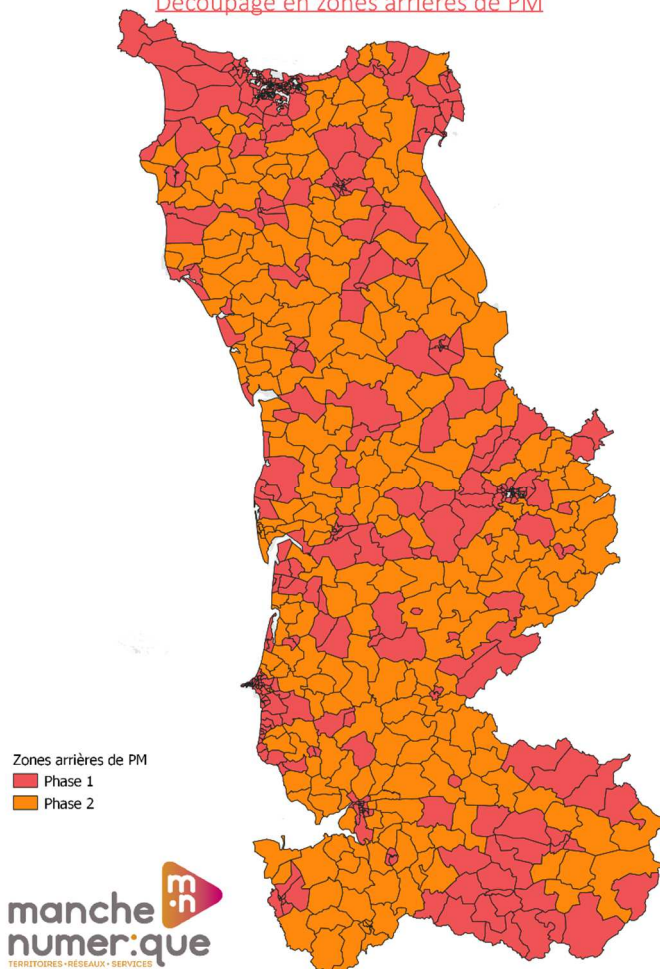 Découpage en zones arrières de PM
Zones arrières de PM
Phase 1
Phase 2
m:n
manche
numer:que
TERRITOIRES • RÉSEAUX • SERVICES